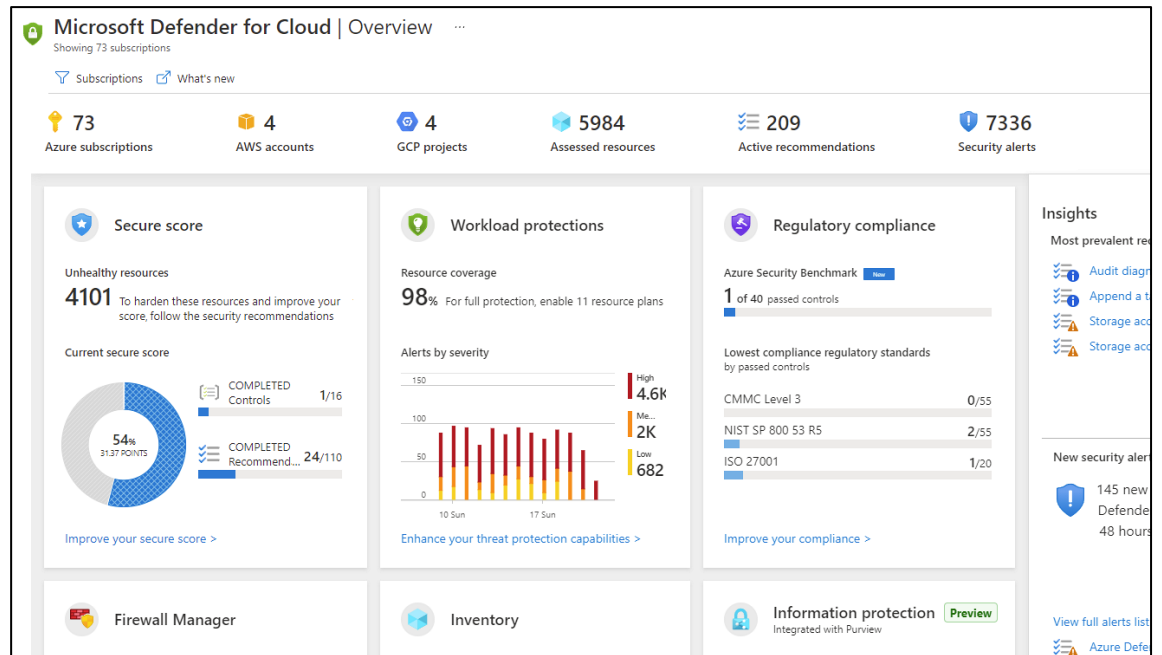 Microsoft Defender for Cloud | Overview ...
Showing 73 subscriptions
Subscriptions What's new
73 4 4 5984 209 7336
Azure subscriptions AWS accounts GCP projects Assessed resources Active recommendations Security alerts
Secure score
Unhealthy resources
4101 To harden these resources and improve your
score, follow the security recommendations
Current secure score
54%
31.37 POINTS
COMPLETED
Controls 1/16
COMPLETED
Recommend... 24/110
Improve your secure score >
Workload protections
Resource coverage
98% For full protection, enable 11 resource plans
Alerts by severity
150
100
50
0
10 Sun 17 Sun
High
4.6K
Me...
2K
Low
682
Enhance your threat protection capabilities >
Regulatory compliance
Azure Security Benchmark New
1 of 40 passed controls
Lowest compliance regulatory standards
by passed controls
CMMC Level 3 0/55
NIST SP 800 53 R5 2/55
ISO 27001 1/20
Improve your compliance >
Insights
Most prevalent rec
Audit diagn
Append a ta
Storage acc
Storage acc
New security alert
145 new
Defende
48 hours
View full alerts list
Azure Defe
Firewall Manager
Inventory
Information protection Preview
Integrated with Purview